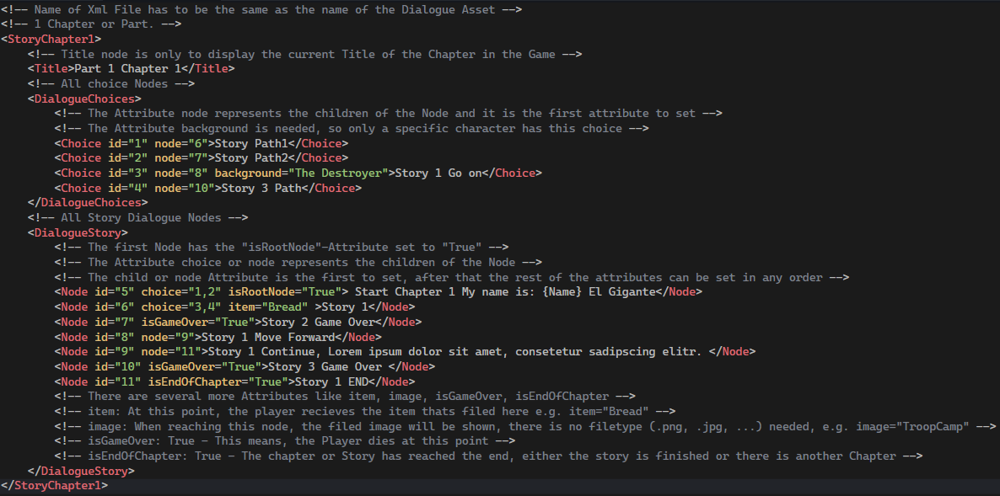 <!-- Name of Xml File has to be the same as the name of the Dialogue Asset -->
<!-- 1 Chapter or Part. -->
<StoryChapter1>
    <!-- Title node is only to display the current Title of the Chapter in the Game -->
    <Title>Part 1 Chapter 1</Title>
    <!-- All choice Nodes -->
    <DialogueChoices>
        <!-- The Attribute node represents the children of the Node and it is the first attribute to set -->
        <!-- The Attribute background is needed, so only a specific character has this choice -->
        <Choice id="1" node="6">Story Path1</Choice>
        <Choice id="2" node="7">Story Path2</Choice>
        <Choice id="3" node="8" background="The Destroyer">Story 1 Go on</Choice>
        <Choice id="4" node="10">Story 3 Path</Choice>
    </DialogueChoices>
    <!-- All Story Dialogue Nodes -->
    <DialogueStory>
        <!-- The first Node has the "isRootNode"-Attribute set to "True" -->
        <!-- The Attribute choice or node represents the children of the Node -->
        <!-- The child or node Attribute is the first to set, after that the rest of the attributes can be set in any order -->
        <Node id="5" choice="1,2" isRootNode="True"> Start Chapter 1 My name is: {Name} El Gigante</Node>
        <Node id="6" choice="3,4" item="Bread" >Story 1</Node>
        <Node id="7" isGameOver="True">Story 2 Game Over</Node>
        <Node id="8" node="9">Story 1 Move Forward</Node>
        <Node id="9" node="11">Story 1 Continue, Lorem ipsum dolor sit amet, consetetur sadipscing elitr. </Node>
        <Node id="10" isGameOver="True">Story 3 Game Over </Node>
        <Node id="11" isEndOfChapter="True">Story 1 END</Node>
        <!-- There are several more Attributes like item, image, isGameOver, isEndOfChapter -->
        <!-- item: At this point, the player recieves the item thats filed here e.g. item="Bread" -->
        <!-- image: When reaching this node, the filed image will be shown, there is no filetype (.png, .jpg, ...) needed, e.g. image="TroopCamp" -->
        <!-- isGameOver: True - This means, the Player dies at this point -->
        <!-- isEndOfChapter: True - The chapter or Story has reached the end, either the story is finished or there is another Chapter -->
    </DialogueStory>
</StoryChapter1>